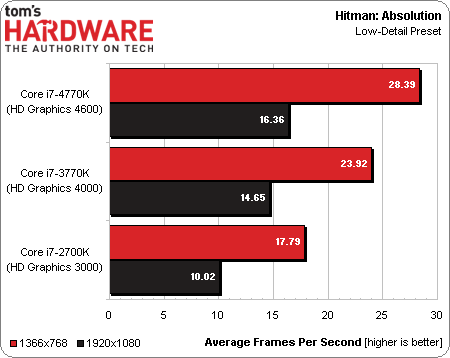 tom's
HARDWARE
THE AUTHORITY ON TECH
Hitman: Absolution
Low-Detail Preset
Core i7-4770K
(HD Graphics 4600)
28.39
16.36
Core i7-3770K
(HD Graphics 4000)
23.92
14.65
Core i7-2700K
(HD Graphics 3000)
17.79
10.02
0 5 10 15 20 25 30
1366x768 1920x1080 Average Frames Per Second [higher is better]